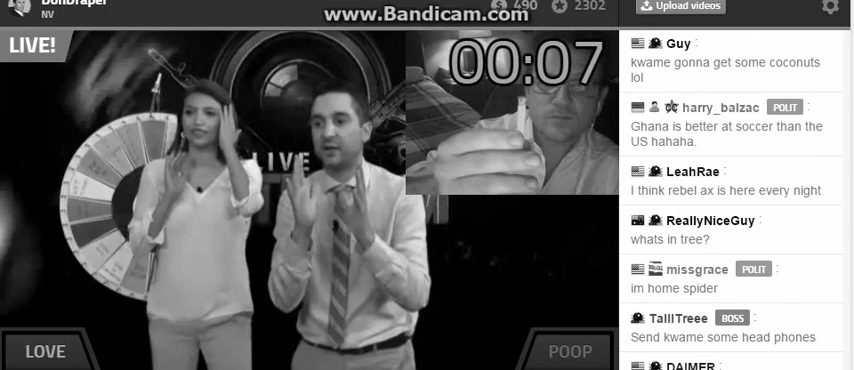 DonDraper
NV
490
2302
www.Bandicam.com
Upload videos
LIVE!
00:07
LIVE
LOVE
POOP
Guy :
kwame gonna get some coconuts
lol
harry_balzac POLIT :
Ghana is better at soccer than the
US hahaha.
LeahRae :
I think rebel ax is here every night
ReallyNiceGuy :
whats in tree?
missgrace POLIT :
im home spider
TallTreee BOSS :
Send kwame some head phones
DAIMER :